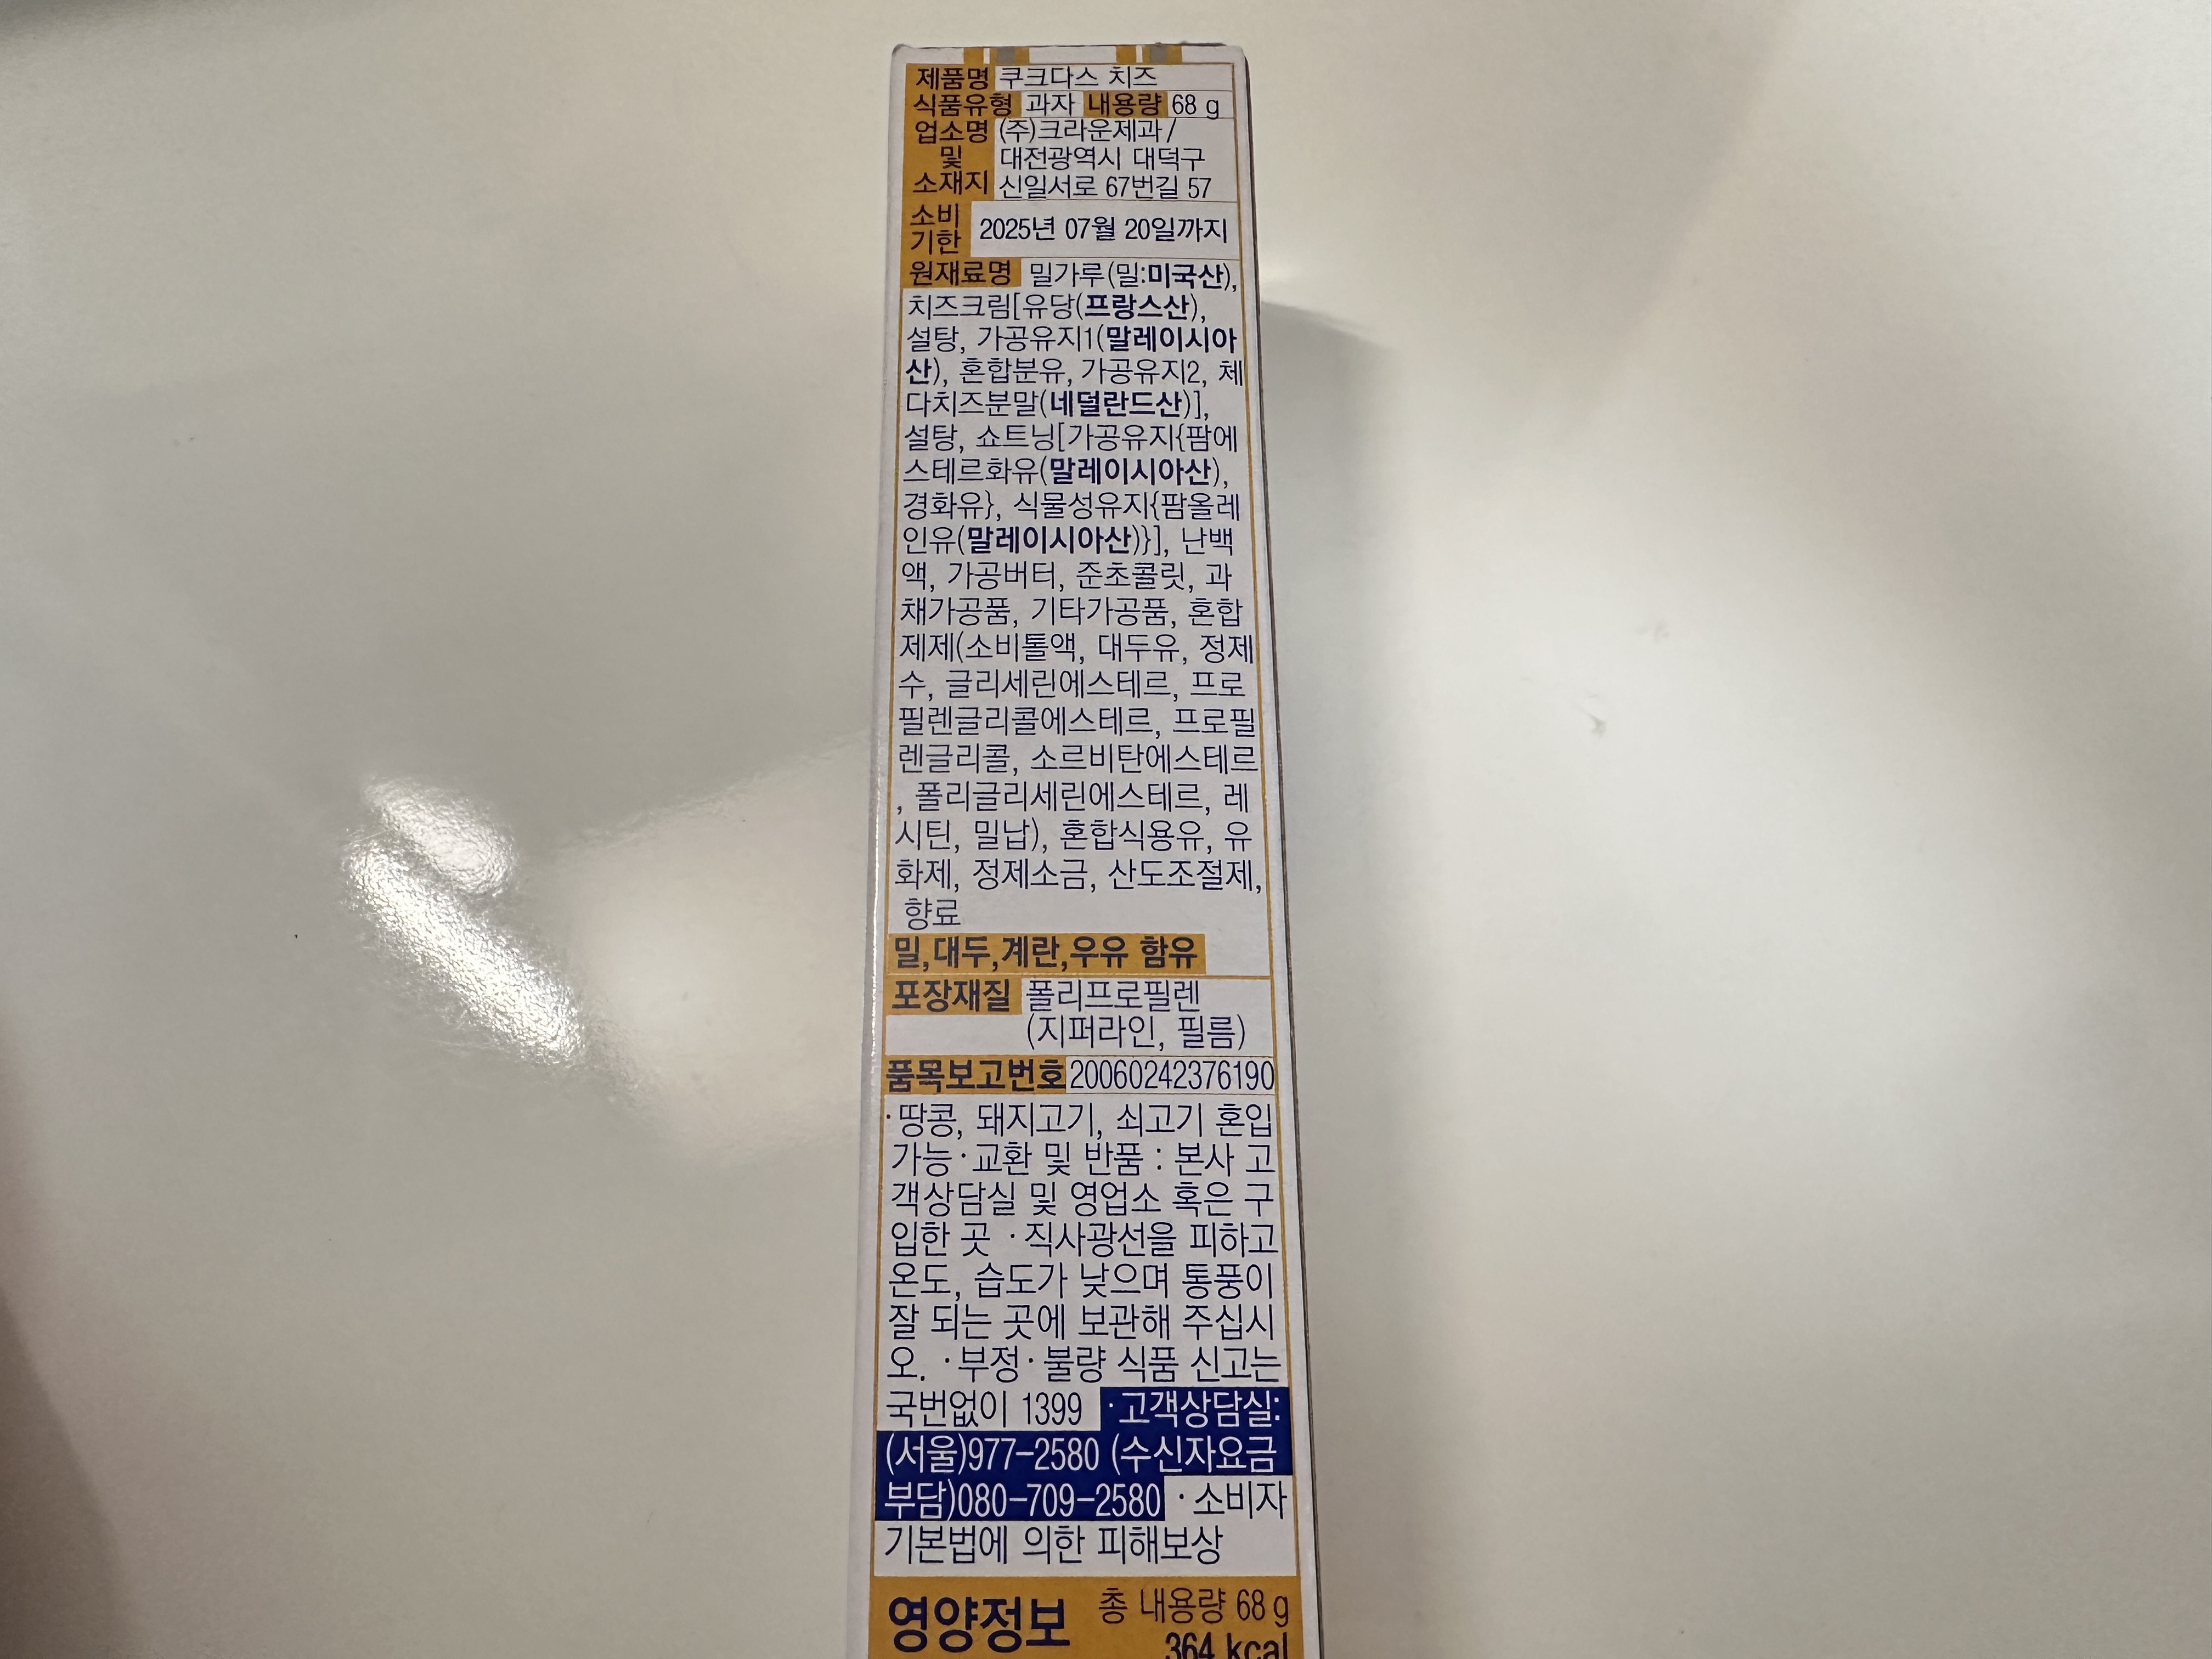 제품명 쿠크다스 치즈
식품유형 과자 내용량 68 g
업소명 (주)크라운제과/
및 대전광역시 대덕구
소재지 신일서로 67번길 57
소비
기한 2025년 07월 20일까지
원재료명 밀가루(밀:미국산),
치즈크림[유당(프랑스산),
설탕, 가공유지1(말레이시아
산), 혼합분유, 가공유지2, 체
다치즈분말(네덜란드산)],
설탕, 쇼트닝[가공유지{팜에
스테르화유(말레이시아산),
경화유}, 식물성유지{팜올레
인유(말레이시아산)}], 난백
액, 가공버터, 준초콜릿, 과
채가공품, 기타가공품, 혼합
제제(소비톨액, 대두유, 정제
수, 글리세린에스테르, 프로
필렌글리콜에스테르, 프로필
렌글리콜, 소르비탄에스테르
, 폴리글리세린에스테르, 레
시틴, 밀납), 혼합식용유, 유
화제, 정제소금, 산도조절제,
향료
밀,대두,계란,우유 함유
포장재질 폴리프로필렌
(지퍼라인, 필름)
품목보고번호 20060242376190
·땅콩, 돼지고기, 쇠고기 혼입
가능·교환 및 반품 : 본사 고
객상담실 및 영업소 혹은 구
입한 곳 ·직사광선을 피하고
온도, 습도가 낮으며 통풍이
잘 되는 곳에 보관해 주십시
오. ·부정·불량 식품 신고는
국번없이 1399 ·고객상담실:
(서울)977-2580 (수신자요금
부담)080-709-2580 ·소비자
기본법에 의한 피해보상
영양정보 총 내용량 68 g
364 kcal